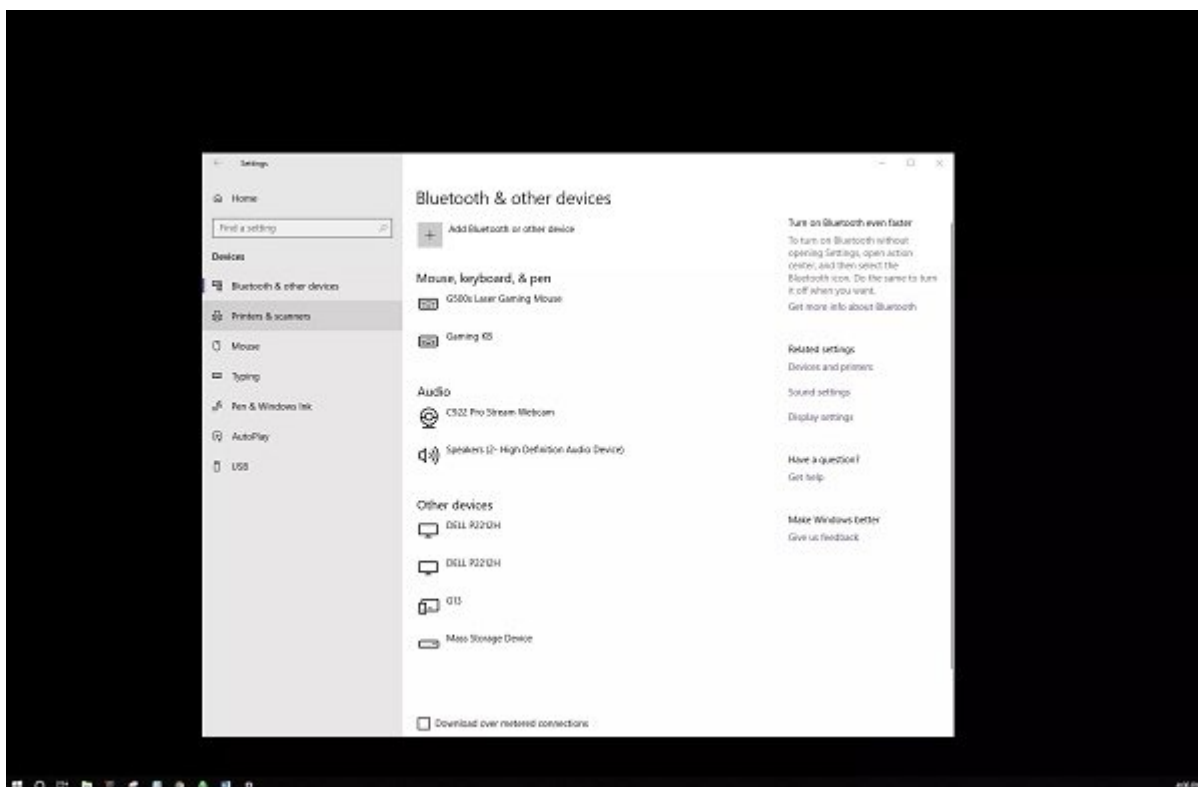 Settings
Home
Find a setting
Devices
Bluetooth & other devices
Printers & scanners
Mouse
Typing
Pen & Windows Ink
AutoPlay
USB
Bluetooth & other devices
Add Bluetooth or other device
Mouse, keyboard, & pen
G500s Laser Gaming Mouse
Gaming KB
Audio
C922 Pro Stream Webcam
Speakers (2- High Definition Audio Device)
Other devices
DELL P2212H
DELL P2212H
G13
Mass Storage Device
Download over metered connections
Turn on Bluetooth even faster
To turn on Bluetooth without
opening Settings, open action
center, and then select the
Bluetooth icon. Do the same to turn
it off when you want.
Get more info about Bluetooth
Related settings
Devices and printers
Sound settings
Display settings
Have a question?
Get help
Make Windows better
Give us feedback